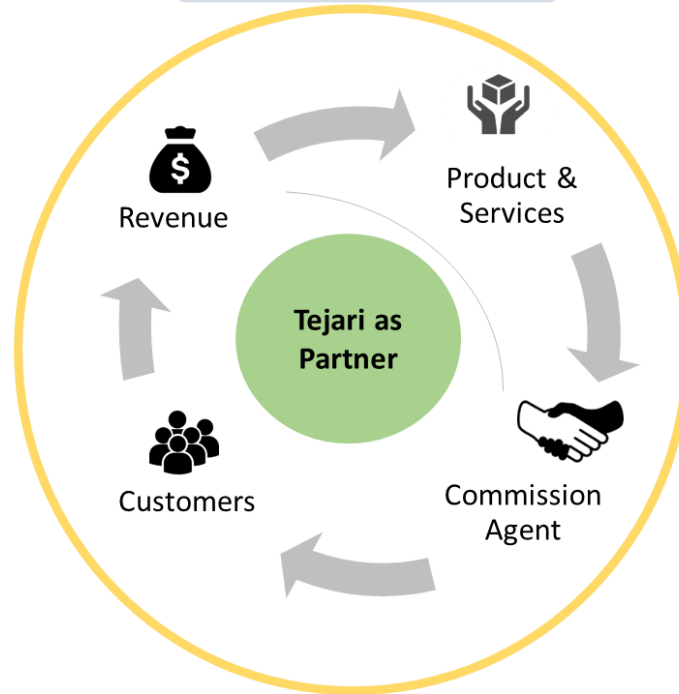 $
Revenue
Product &
Services
Tejari as
Partner
Customers
Commission
Agent